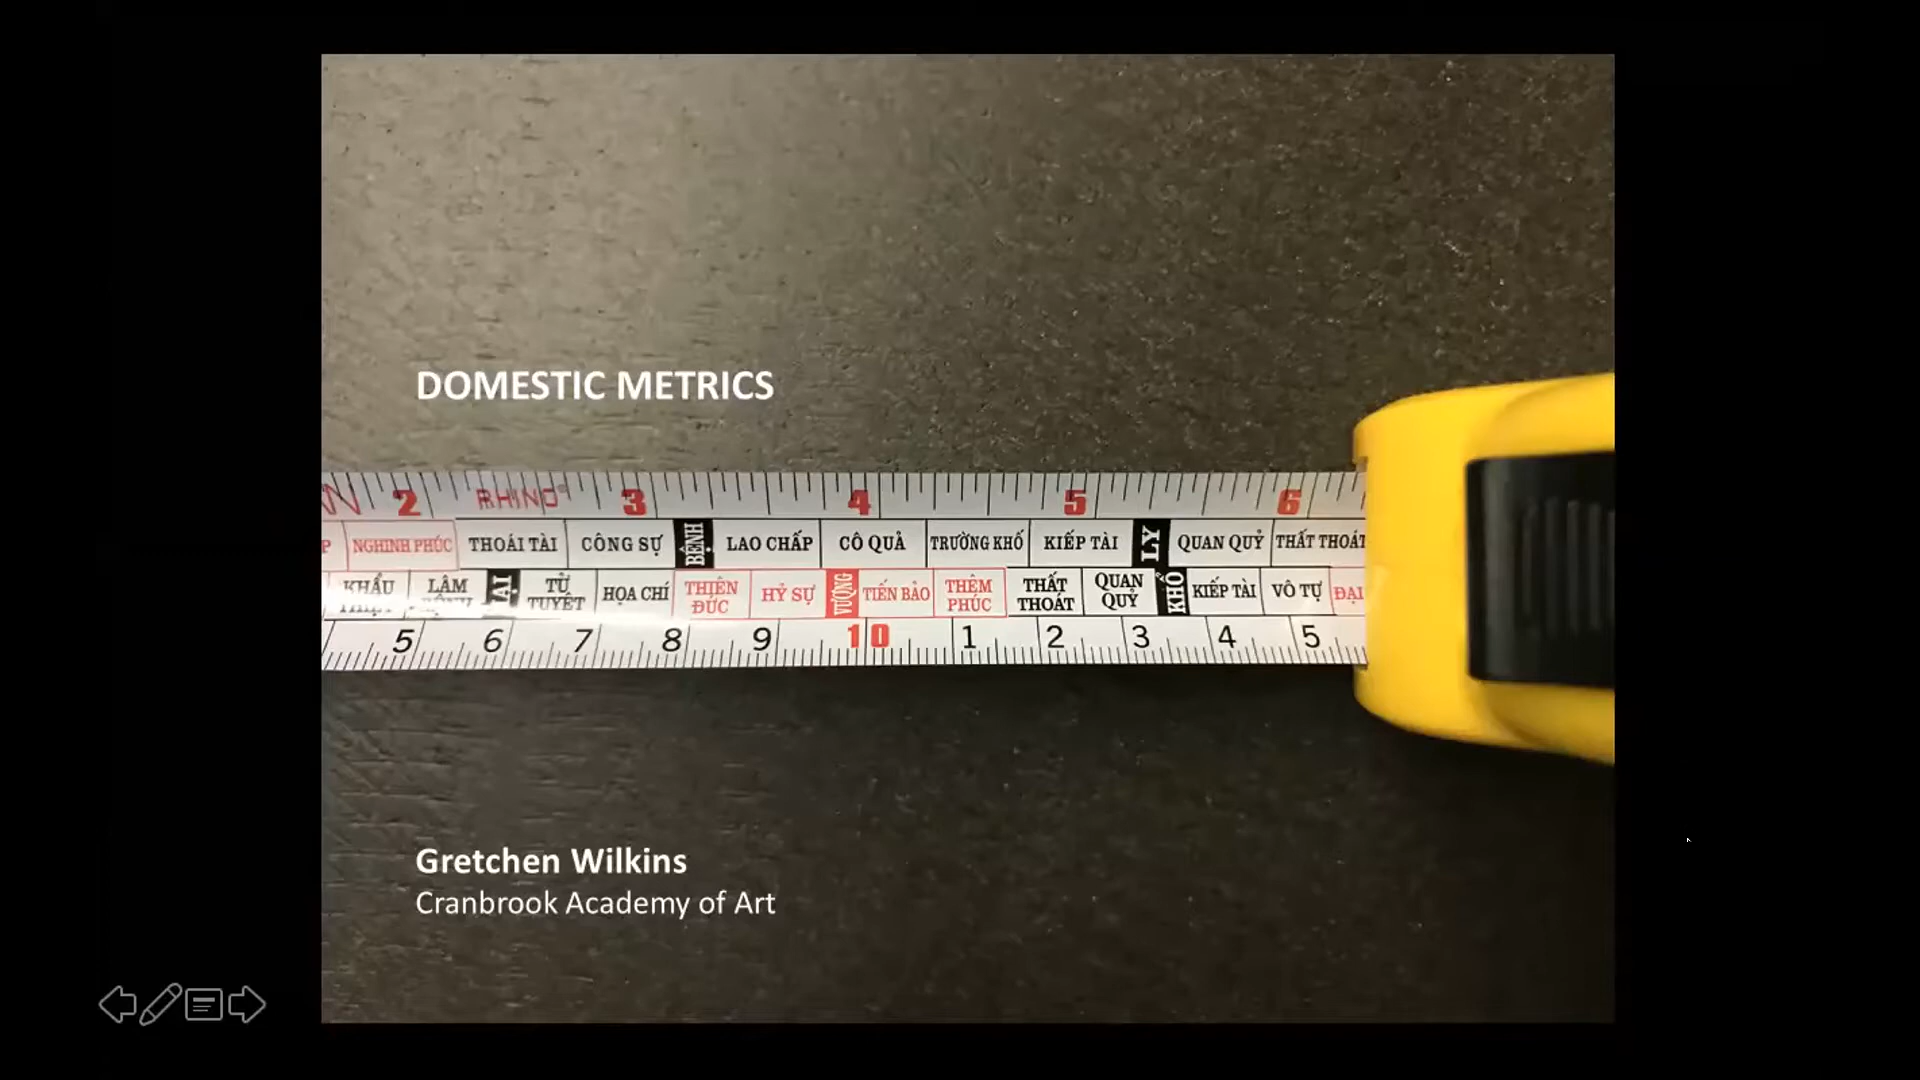 DOMESTIC METRICS
2 RHINO® 3 4 5 6
NGHINH PHÚC THOÁI TÀI CÔNG SỰ BỆNH LAO CHẤP CÔ QUẢ TRƯỜNG KHỐ KIẾP TÀI LY QUAN QUỶ THẤT THOÁT
KHẨU LÂM TỬ TUYỆT HỌA CHÍ THIÊN ĐỨC HỶ SỰ VƯỢNG TIẾN BẢO THÊM PHÚC THẤT THOÁT QUAN QUỶ KHỔ KIẾP TÀI VÔ TỰ ĐẠI
5 6 7 8 9 10 1 2 3 4 5
Gretchen Wilkins
Cranbrook Academy of Art